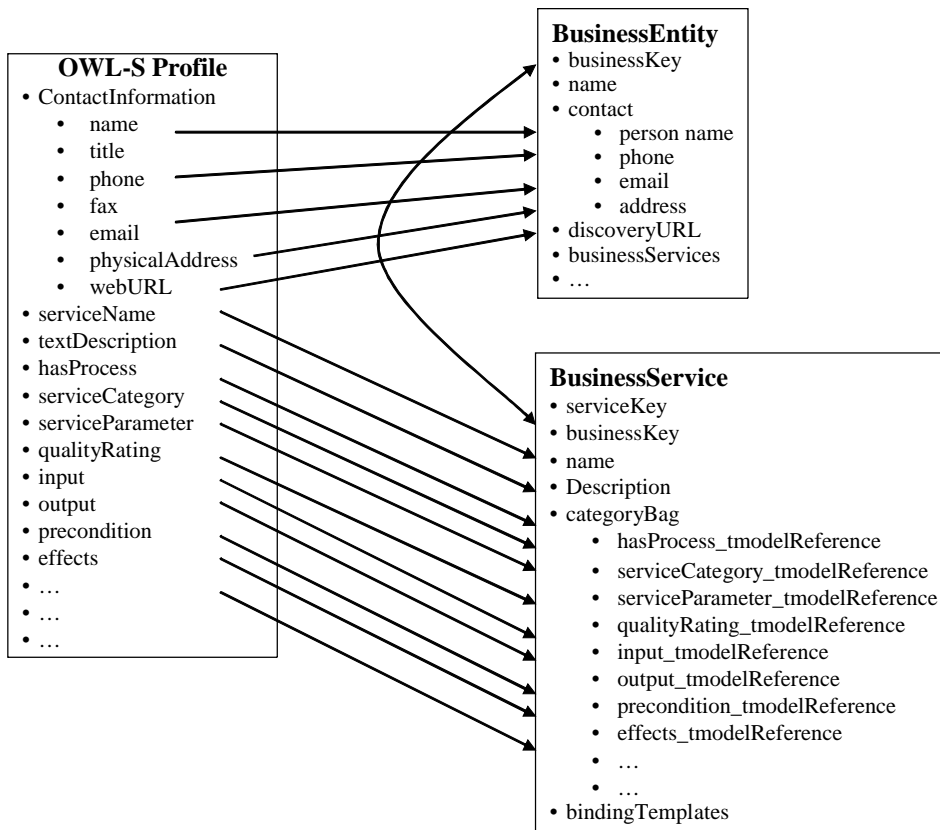 OWL-S Profile
• ContactInformation
• name
• title
• phone
• fax
• email
• physicalAddress
• webURL
• serviceName
• textDescription
• hasProcess
• serviceCategory
• serviceParameter
• qualityRating
• input
• output
• precondition
• effects
• …
• …
• …
BusinessEntity
• businessKey
• name
• contact
• person name
• phone
• email
• address
• discoveryURL
• businessServices
• …
BusinessService
• serviceKey
• businessKey
• name
• Description
• categoryBag
• hasProcess_tmodelReference
• serviceCategory_tmodelReference
• serviceParameter_tmodelReference
• qualityRating_tmodelReference
• input_tmodelReference
• output_tmodelReference
• precondition_tmodelReference
• effects_tmodelReference
• …
• …
• bindingTemplates